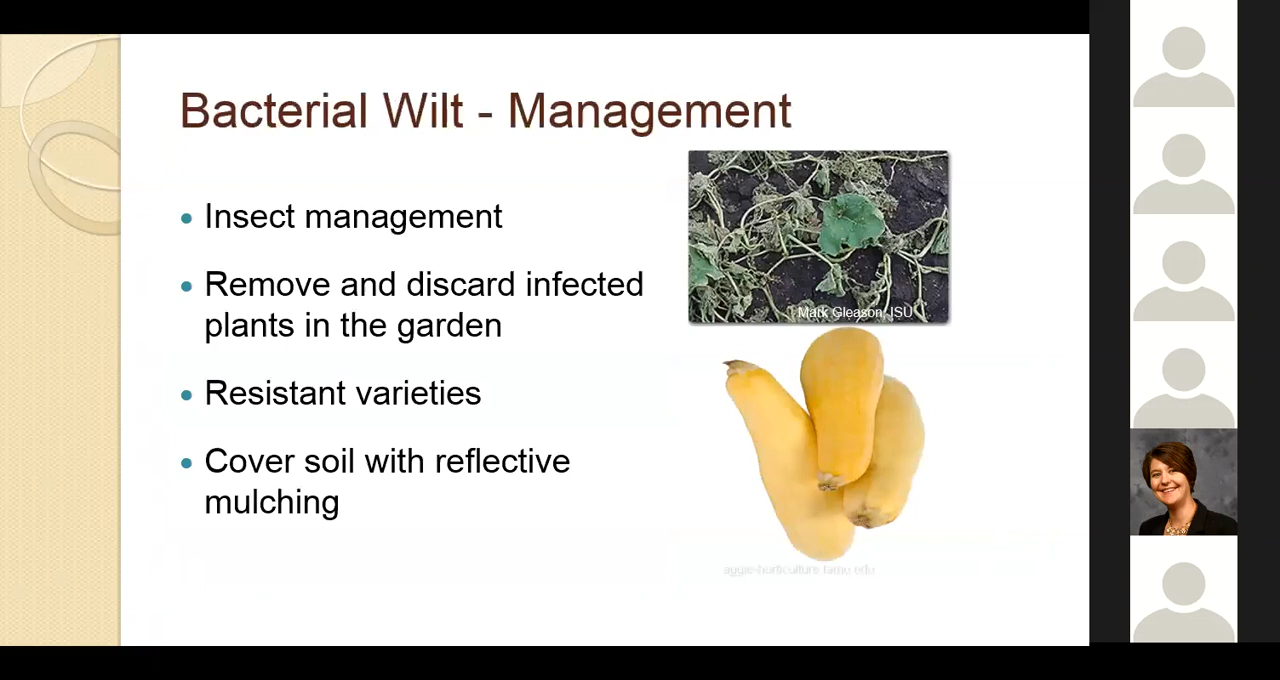 Bacterial Wilt - Management
Insect management
Remove and discard infected
plants in the garden
Resistant varieties
Cover soil with reflective
mulching
Mark Gleason, ISU
aggie-horticulture.tamu.edu